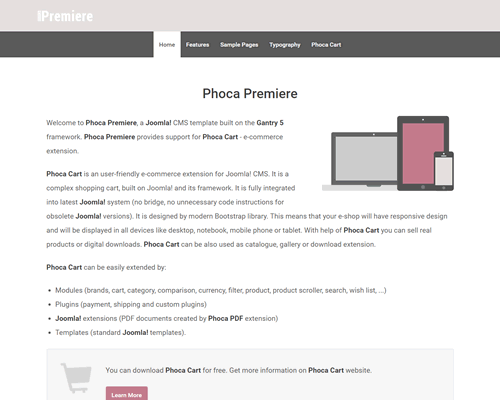 Premiere
Home Features Sample Pages Typography Phoca Cart
Phoca Premiere
Welcome to Phoca Premiere, a Joomla! CMS template built on the Gantry 5
framework. Phoca Premiere provides support for Phoca Cart - e-commerce
extension.
Phoca Cart is an user-friendly e-commerce extension for Joomla! CMS. It is a
complex shopping cart, built on Joomla! and its framework. It is fully integrated
into latest Joomla! system (no bridge, no unnecessary code instructions for
obsolete Joomla! versions). It is designed by modern Bootstrap library. This means that your e-shop will have responsive design
and will be displayed in all devices like desktop, notebook, mobile phone or tablet. With help of Phoca Cart you can sell real
products or digital downloads. Phoca Cart can be also used as catalogue, gallery or download extension.
Phoca Cart can be easily extended by:
• Modules (brands, cart, category, comparison, currency, filter, product, product scroller, search, wish list, ...)
• Plugins (payment, shipping and custom plugins)
• Joomla! extensions (PDF documents created by Phoca PDF extension)
• Templates (standard Joomla! templates).
You can download Phoca Cart for free. Get more information on Phoca Cart website.
Learn More